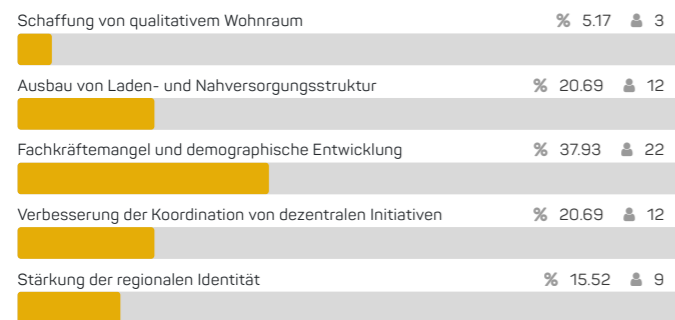 Schaffung von qualitativem Wohnraum % 5.17 3
Ausbau von Laden- und Nahversorgungsstruktur % 20.69 12
Fachkräftemangel und demographische Entwicklung % 37.93 22
Verbesserung der Koordination von dezentralen Initiativen % 20.69 12
Stärkung der regionalen Identität % 15.52 9